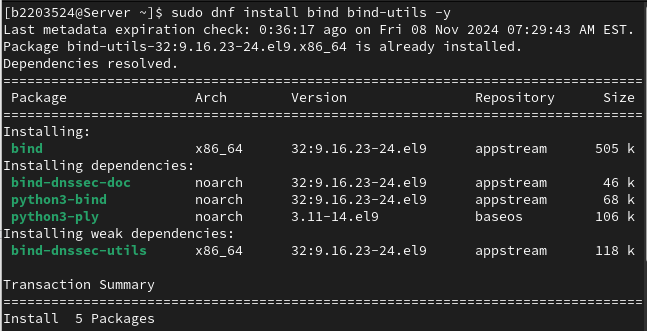 [b2203524@Server ~]$ sudo dnf install bind bind-utils -y
Last metadata expiration check: 0:36:17 ago on Fri 08 Nov 2024 07:29:43 AM EST.
Package bind-utils-32:9.16.23-24.el9.x86_64 is already installed.
Dependencies resolved.
================================================================================
 Package                Arch        Version                Repository      Size
================================================================================
Installing:
 bind                   x86_64      32:9.16.23-24.el9      appstream      505 k
Installing dependencies:
 bind-dnssec-doc        noarch      32:9.16.23-24.el9      appstream       46 k
 python3-bind           noarch      32:9.16.23-24.el9      appstream       68 k
 python3-ply            noarch      3.11-14.el9            baseos         106 k
Installing weak dependencies:
 bind-dnssec-utils      x86_64      32:9.16.23-24.el9      appstream      118 k
Transaction Summary
================================================================================
Install  5 Packages